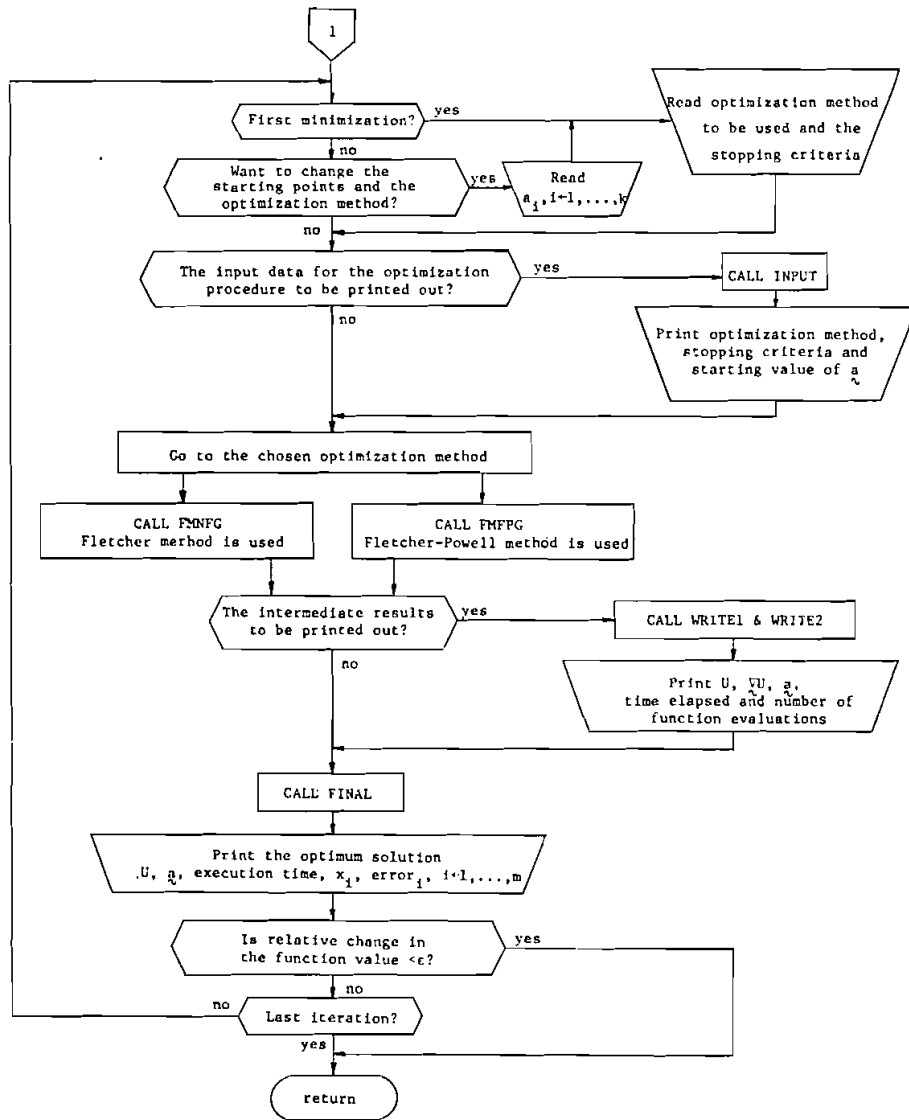 1
First minimization?
yes
no
Read optimization method
to be used and the
stopping criteria
Want to change the
starting points and the
optimization method?
yes
no
Read
a_i, i←1,...,k
The input data for the optimization
procedure to be printed out?
yes
no
CALL INPUT
Print optimization method,
stopping criteria and
starting value of a
Go to the chosen optimization method
CALL FMNFG
Fletcher merhod is used
CALL FMFPG
Fletcher-Powell method is used
The intermediate results
to be printed out?
yes
no
CALL WRITE1 & WRITE2
Print U, ∇U, a,
time elapsed and number of
function evaluations
CALL FINAL
Print the optimum solution
U, a, execution time, x_i, error_i, i←1,...,m
Is relative change in
the function value <ε?
yes
no
Last iteration?
no
yes
return